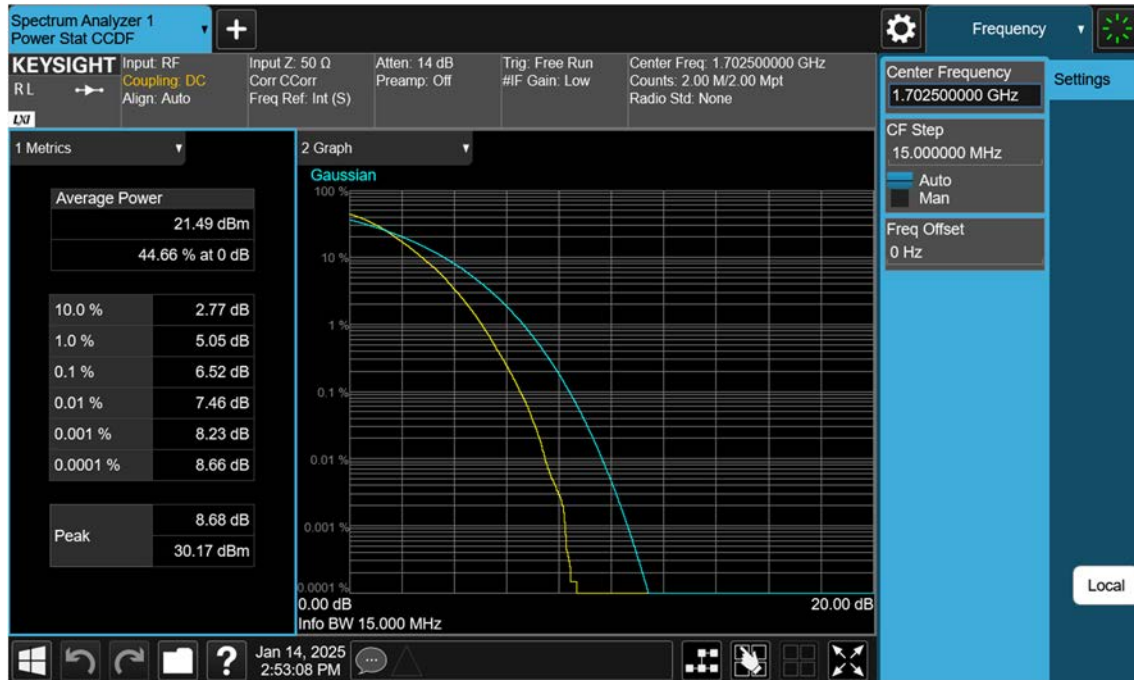 Spectrum Analyzer 1
Power Stat CCDF
Frequency
KEYSIGHT
R L
LXI
Input: RF
Coupling: DC
Align: Auto
Input Z: 50 Ω
Corr CCorr
Freq Ref: Int (S)
Atten: 14 dB
Preamp: Off
Trig: Free Run
#IF Gain: Low
Center Freq: 1.702500000 GHz
Counts: 2.00 M/2.00 Mpt
Radio Std: None
Center Frequency
1.702500000 GHz
Settings
CF Step
15.000000 MHz
Auto
Man
Freq Offset
0 Hz
Local
1 Metrics
Average Power
21.49 dBm
44.66 % at 0 dB
10.0 % 2.77 dB
1.0 % 5.05 dB
0.1 % 6.52 dB
0.01 % 7.46 dB
0.001 % 8.23 dB
0.0001 % 8.66 dB
Peak
8.68 dB
30.17 dBm
2 Graph
Gaussian
100 %
10 %
1 %
0.1 %
0.01 %
0.001 %
0.0001 %
0.00 dB 20.00 dB
Info BW 15.000 MHz
?
Jan 14, 2025
2:53:08 PM